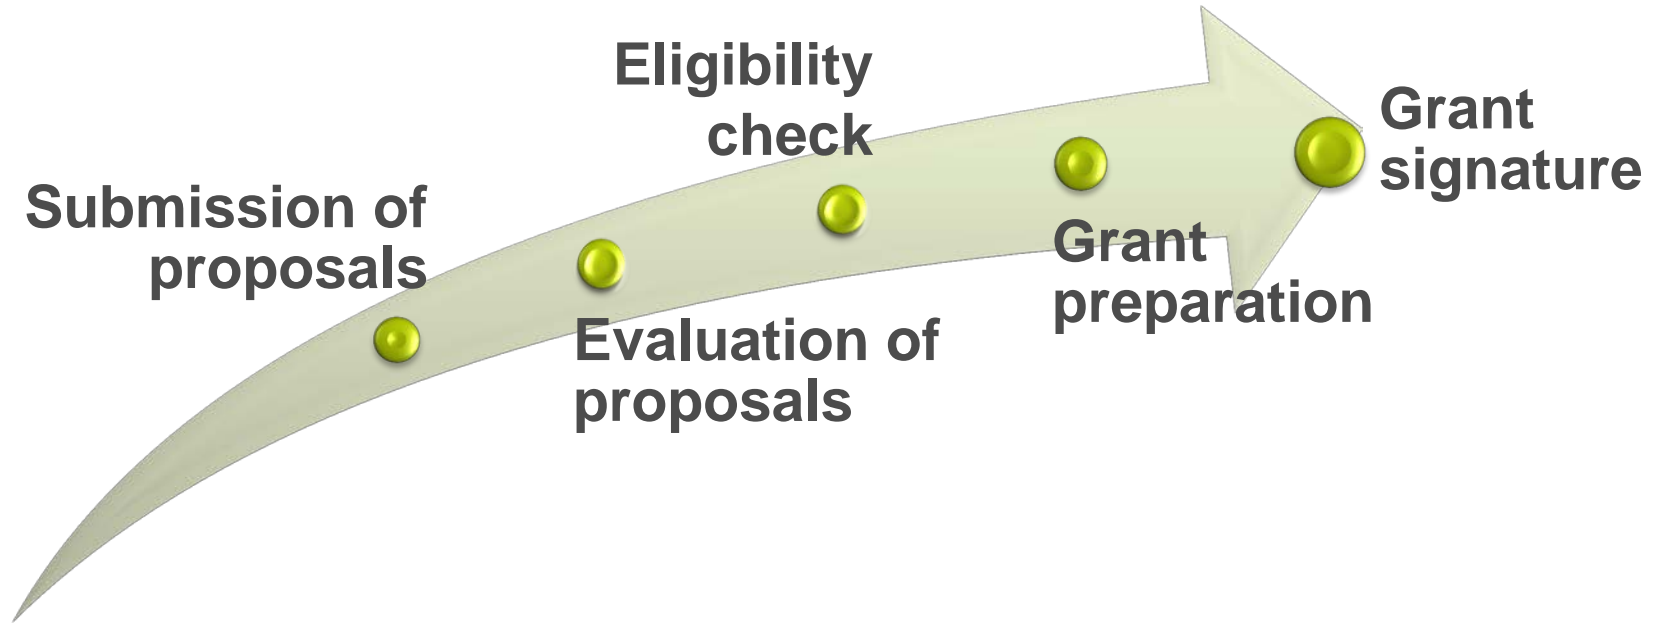 Submission of
proposals
Evaluation of
proposals
Eligibility
check
Grant
preparation
Grant
signature